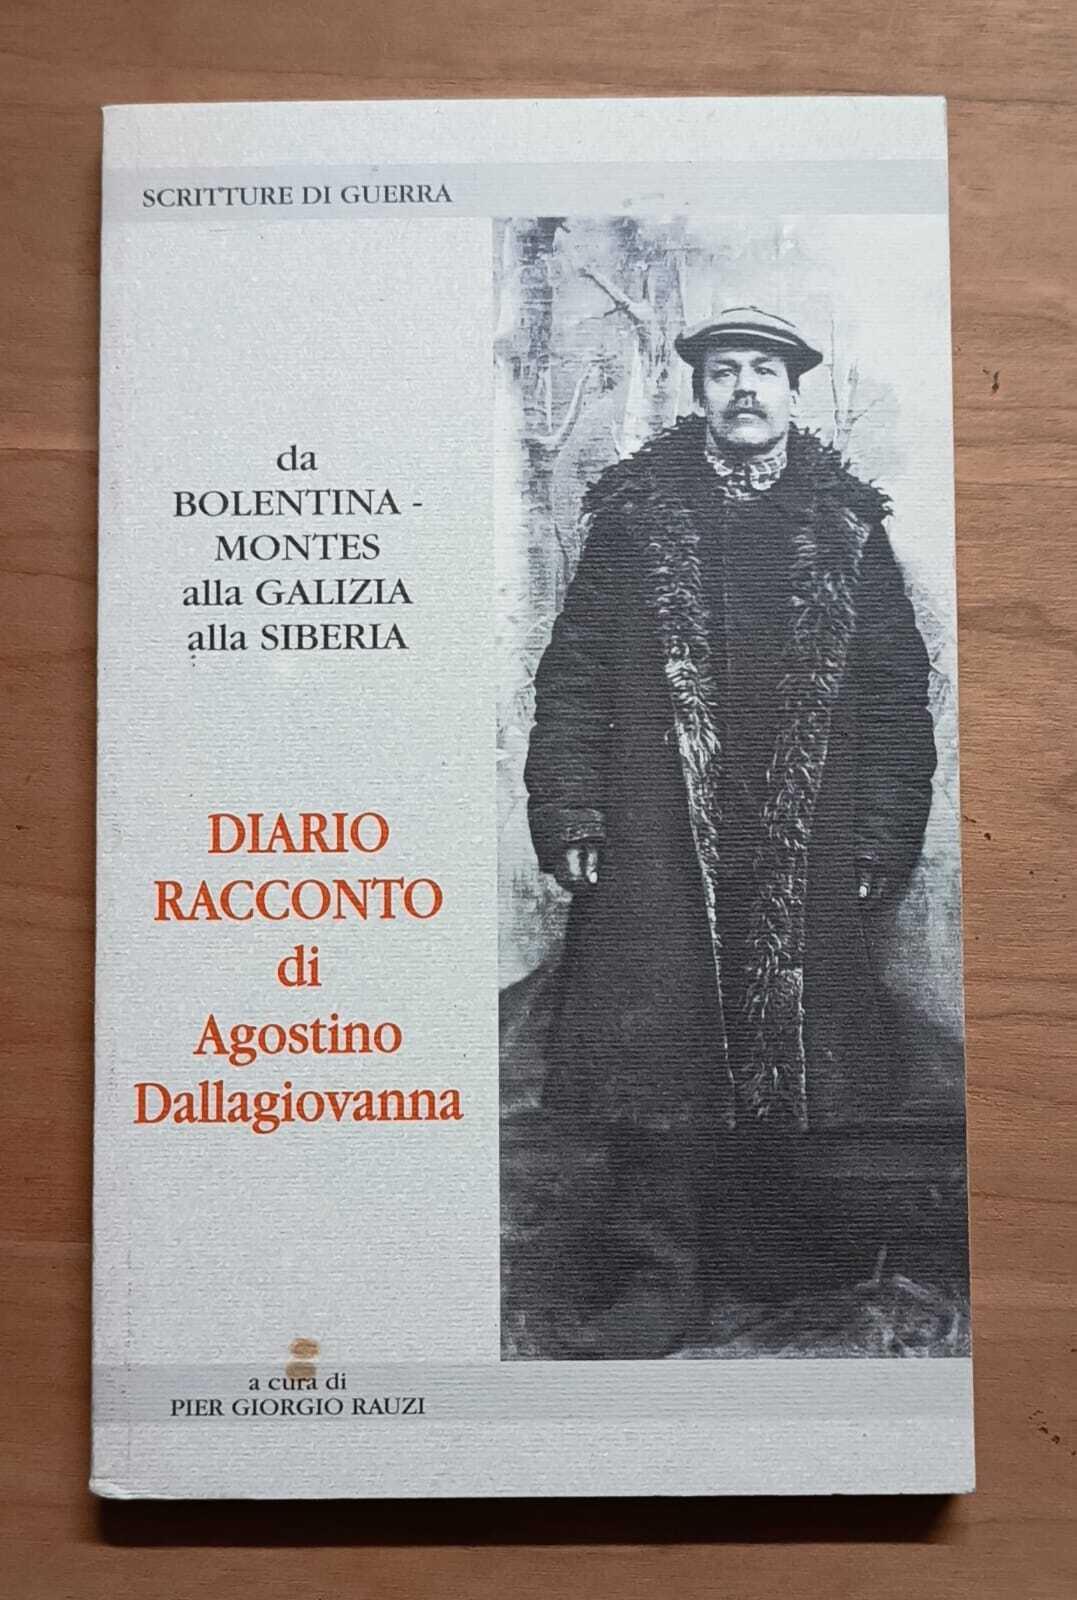 SCRITTURE DI GUERRA
da
BOLENTINA -
MONTES
alla GALIZIA
alla SIBERIA
DIARIO
RACCONTO
di
Agostino
Dallagiovanna
a cura di
PIER GIORGIO RAUZI